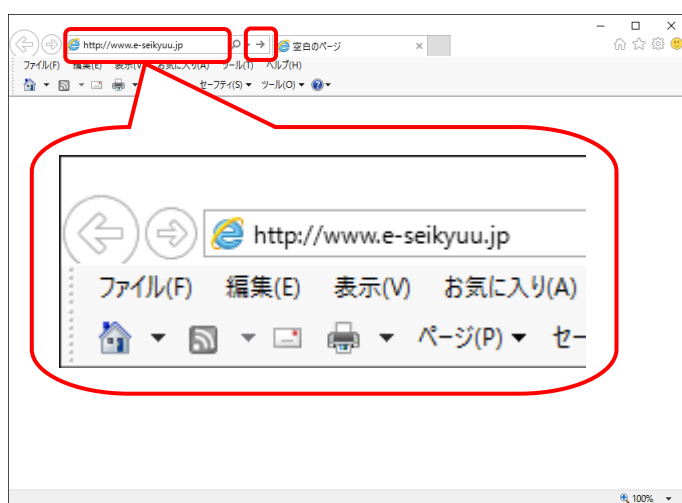 http://www.e-seikyuu.jp
空白のページ
ファイル(F) 編集(E) 表示(V) お気に入り(A) ツール(T) ヘルプ(H)
セーフティ(S) ツール(O)
http://www.e-seikyuu.jp
ファイル(F) 編集(E) 表示(V) お気に入り(A)
ページ(P) セー
100%